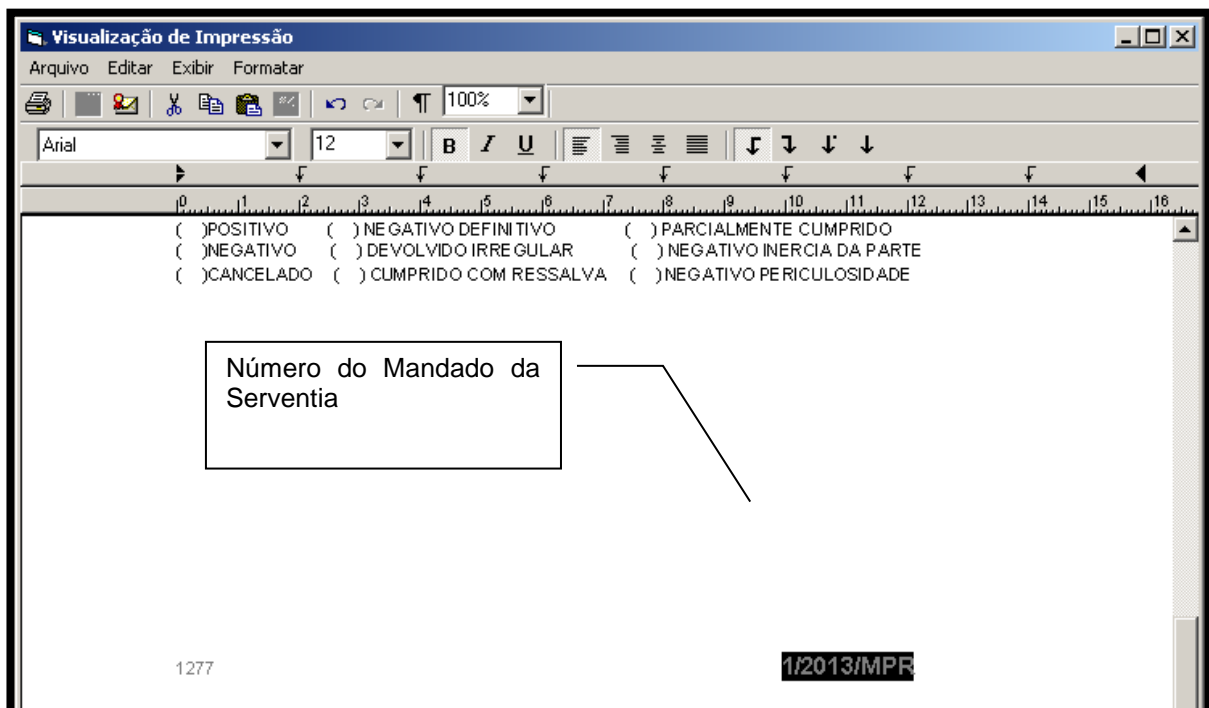 Visualização de Impressão
Arquivo Editar Exibir Formatar
100%
Arial 12 B I U
0 1 2 3 4 5 6 7 8 9 10 11 12 13 14 15 16
( )POSITIVO ( ) NEGATIVO DEFINITIVO ( ) PARCIALMENTE CUMPRIDO
( )NEGATIVO ( ) DEVOLVIDO IRREGULAR ( ) NEGATIVO INERCIA DA PARTE
( )CANCELADO ( ) CUMPRIDO COM RESSALVA ( ) NEGATIVO PERICULOSIDADE
Número do Mandado da
Serventia
1277 1/2013/MPR